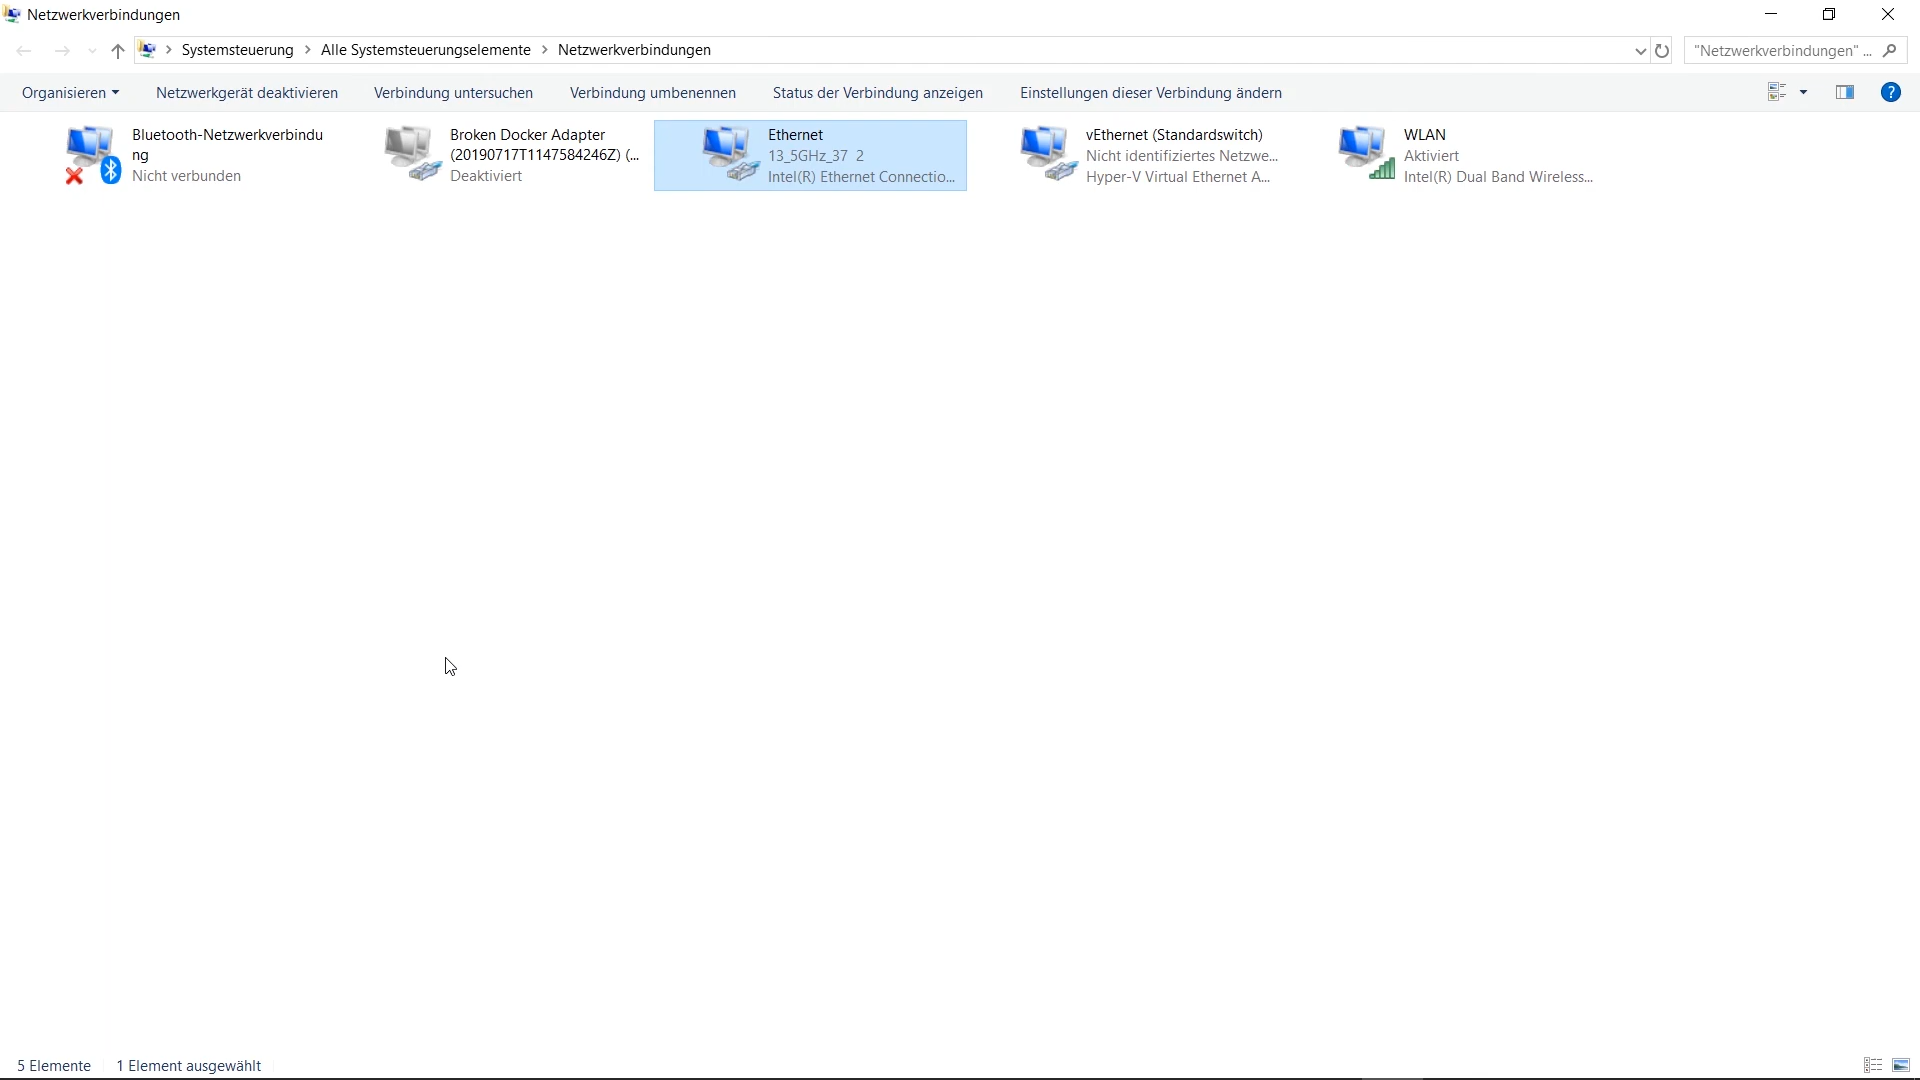 Netzwerkverbindungen
Systemsteuerung > Alle Systemsteuerungselemente > Netzwerkverbindungen
"Netzwerkverbindungen" ...
Organisieren Netzwerkgerät deaktivieren Verbindung untersuchen Verbindung umbenennen Status der Verbindung anzeigen Einstellungen dieser Verbindung ändern
Bluetooth-Netzwerkverbindu
ng
Nicht verbunden
Broken Docker Adapter
(20190717T1147584246Z) (...
Deaktiviert
Ethernet
13_5GHz_37 2
Intel(R) Ethernet Connectio...
vEthernet (Standardswitch)
Nicht identifiziertes Netzwe...
Hyper-V Virtual Ethernet A...
WLAN
Aktiviert
Intel(R) Dual Band Wireless...
5 Elemente 1 Element ausgewählt